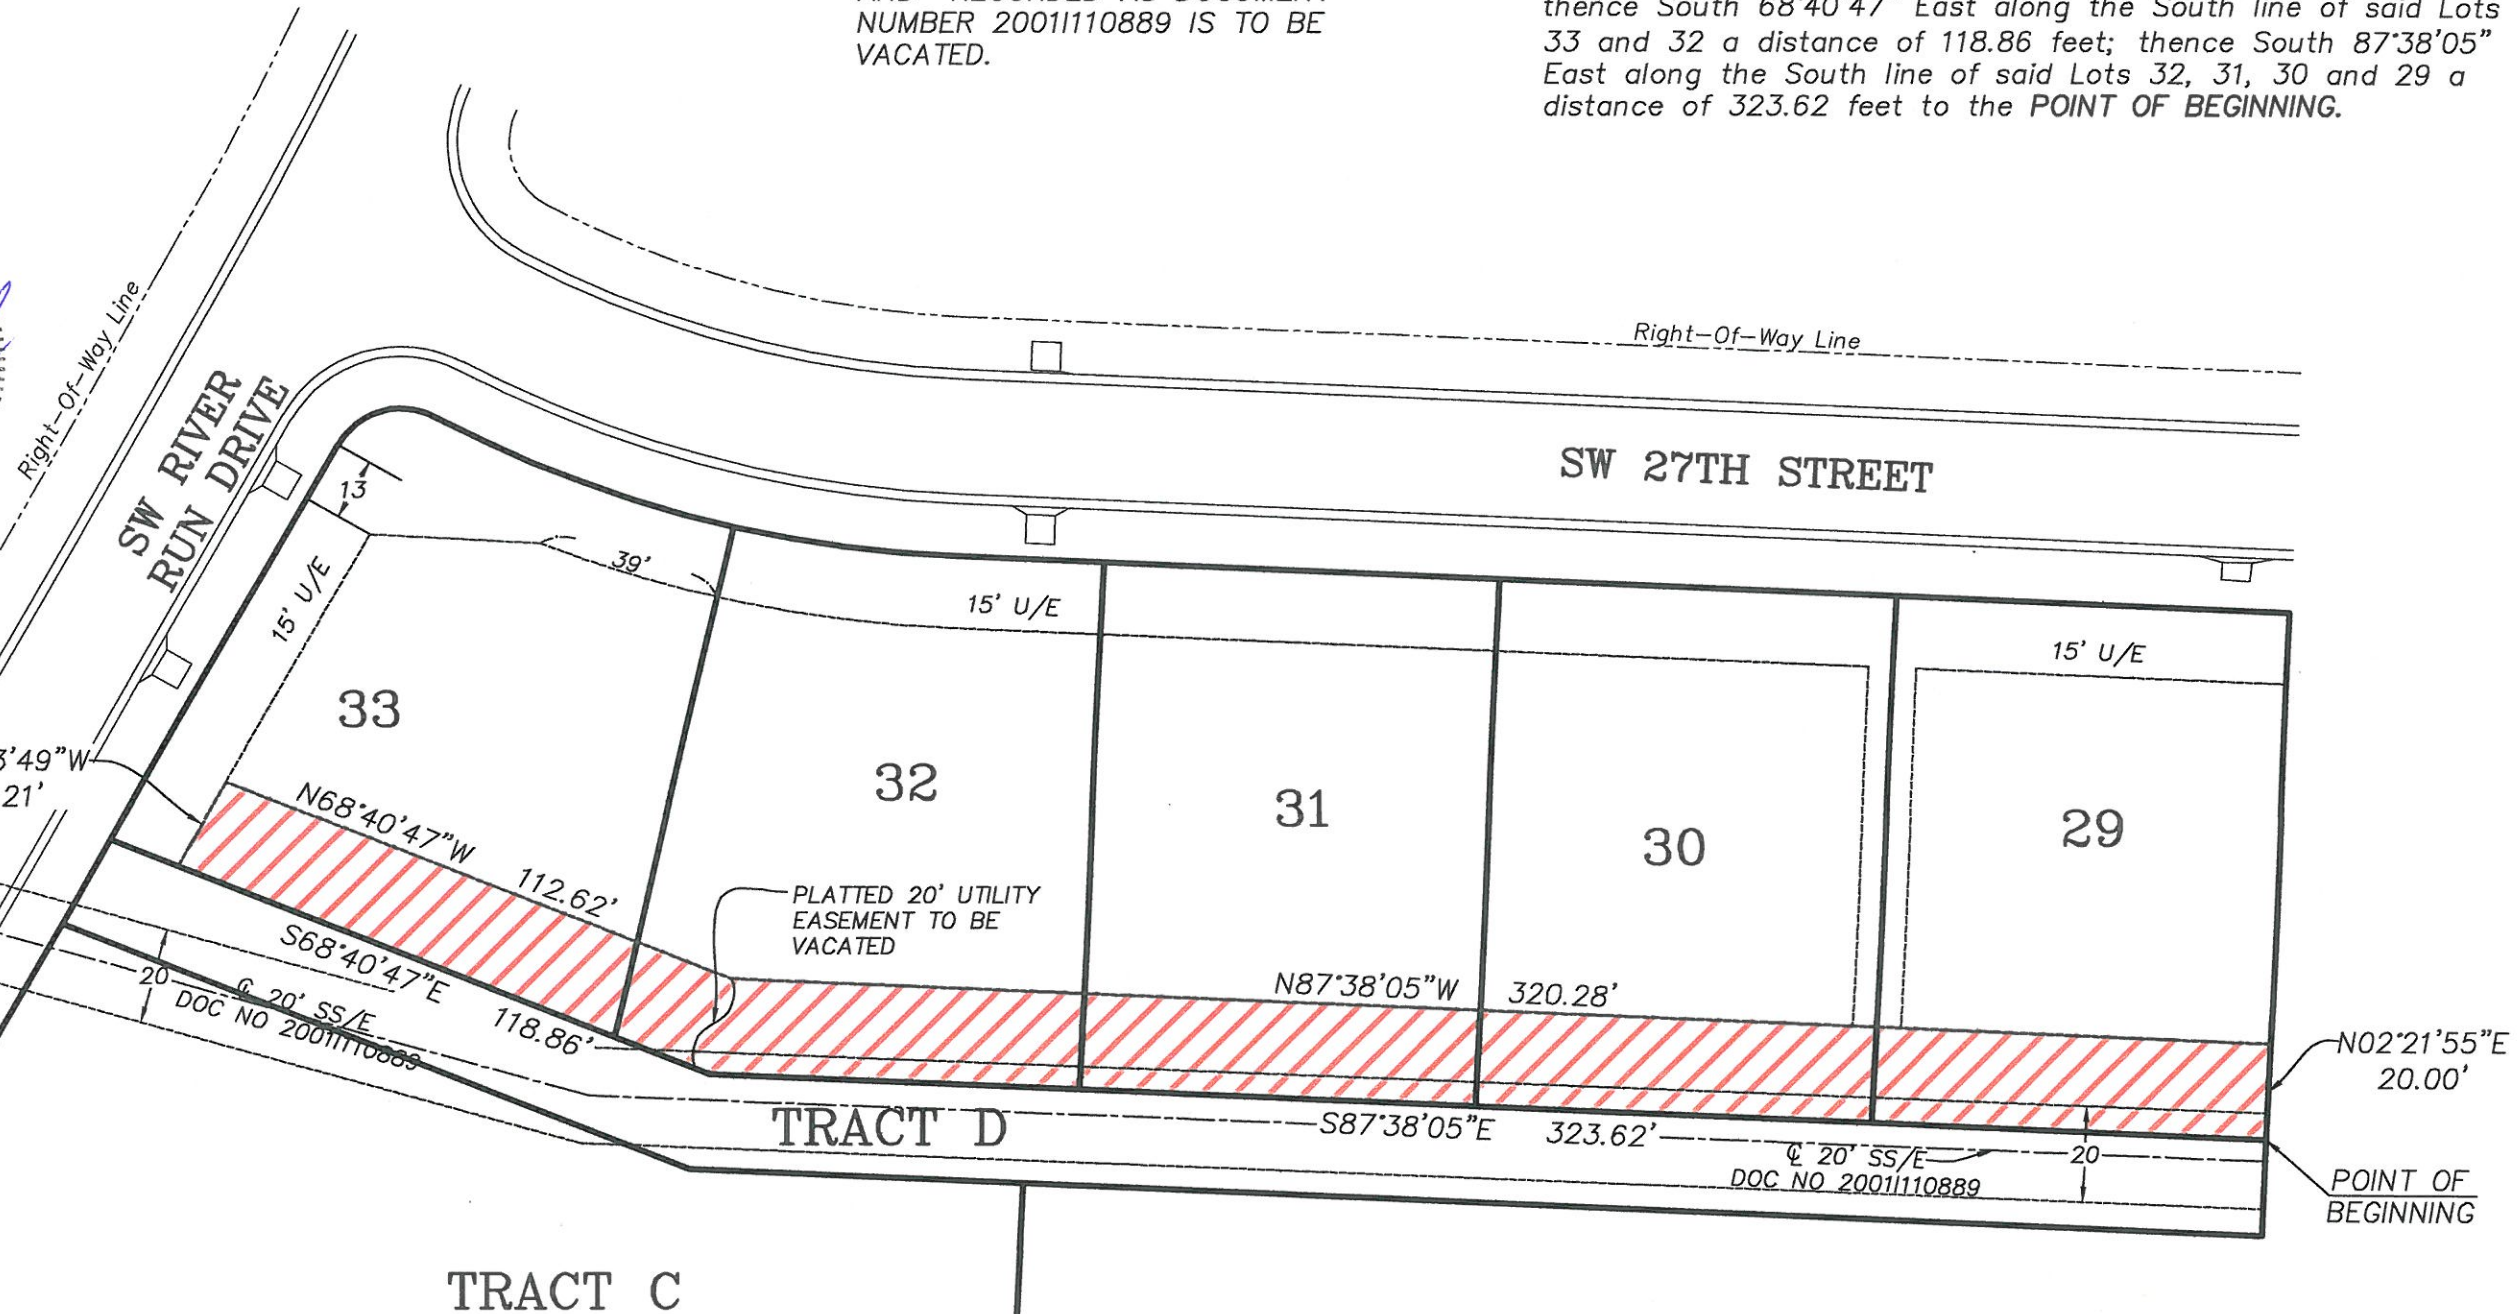 NUMBER 20011110889 IS TO BE
VACATED.
thence South 68°40'47" East along the South line of said Lots
33 and 32 a distance of 118.86 feet; thence South 87°38'05"
East along the South line of said Lots 32, 31, 30 and 29 a
distance of 323.62 feet to the POINT OF BEGINNING.
Right-Of-Way Line
Right-Of-Way Line
SW RIVER
RUN DRIVE
SW 27TH STREET
13
39'
15' U/E
15' U/E
15' U/E
33
32
31
30
29
3'49"W
21'
N68°40'47"W
112.62'
PLATTED 20' UTILITY
EASEMENT TO BE
VACATED
N87°38'05"W 320.28'
N02°21'55"E
20.00'
S68°40'47"E
118.86'
20
℄ 20' SS/E
DOC NO 20011110889
TRACT D
S87°38'05"E 323.62'
℄ 20' SS/E
20
DOC NO 20011110889
POINT OF
BEGINNING
TRACT C